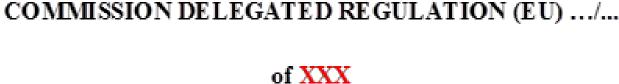 COMMISSION DELEGATED REGULATION (EU) …/...
of XXX